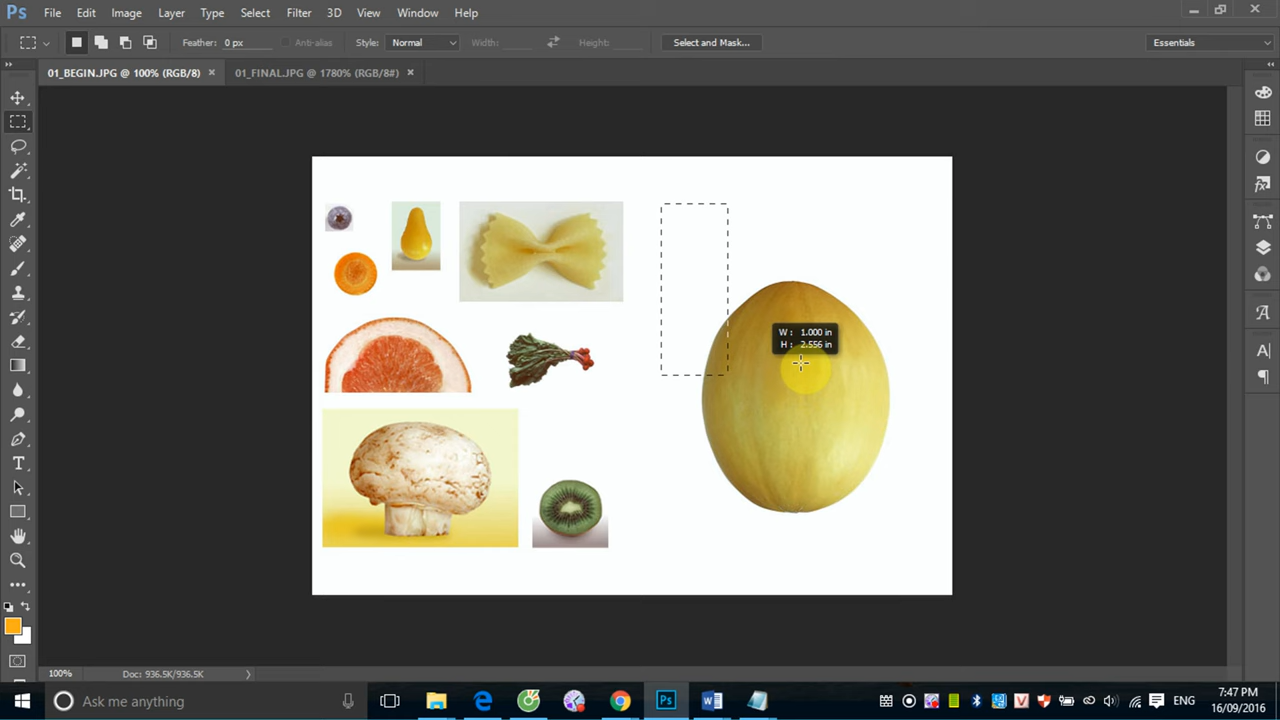 Ps File Edit Image Layer Type Select Filter 3D View Window Help
Feather: 0 px Anti-alias Style: Normal Width: Height: Select and Mask... Essentials
01_BEGIN.JPG @ 100% (RGB/8) × 01_FINAL.JPG @ 1780% (RGB/8#) ×
W : 1.000 in
H : 2.556 in
100% Doc: 936.5K/936.5K
Ask me anything
Ps
ENG
7:47 PM
16/09/2016